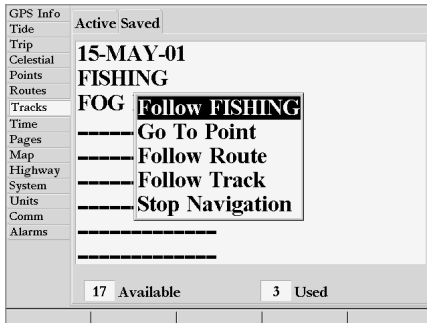 GPS Info
Tide
Trip
Celestial
Points
Routes
Tracks
Time
Pages
Map
Highway
System
Units
Comm
Alarms
Active Saved
15-MAY-01
FISHING
FOG
Follow FISHING
Go To Point
Follow Route
Follow Track
Stop Navigation
17 Available 3 Used